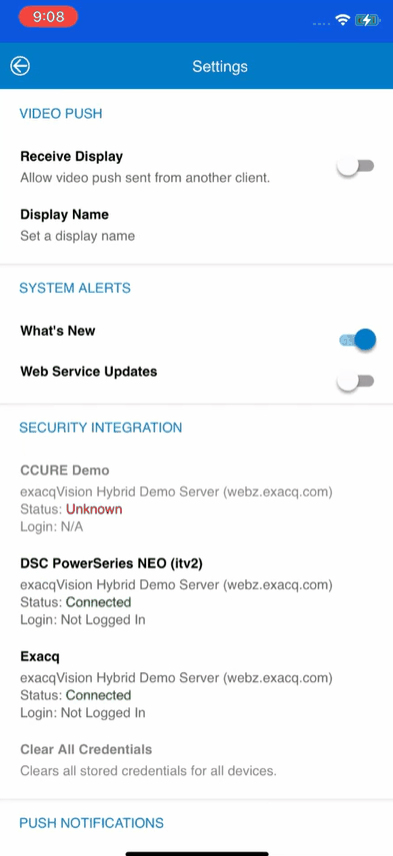 9:08
Settings
VIDEO PUSH
Receive Display
Allow video push sent from another client.
Display Name
Set a display name
SYSTEM ALERTS
What's New
Web Service Updates
SECURITY INTEGRATION
CCURE Demo
exacqVision Hybrid Demo Server (webz.exacq.com)
Status: Unknown
Login: N/A
DSC PowerSeries NEO (itv2)
exacqVision Hybrid Demo Server (webz.exacq.com)
Status: Connected
Login: Not Logged In
Exacq
exacqVision Hybrid Demo Server (webz.exacq.com)
Status: Connected
Login: Not Logged In
Clear All Credentials
Clears all stored credentials for all devices.
PUSH NOTIFICATIONS